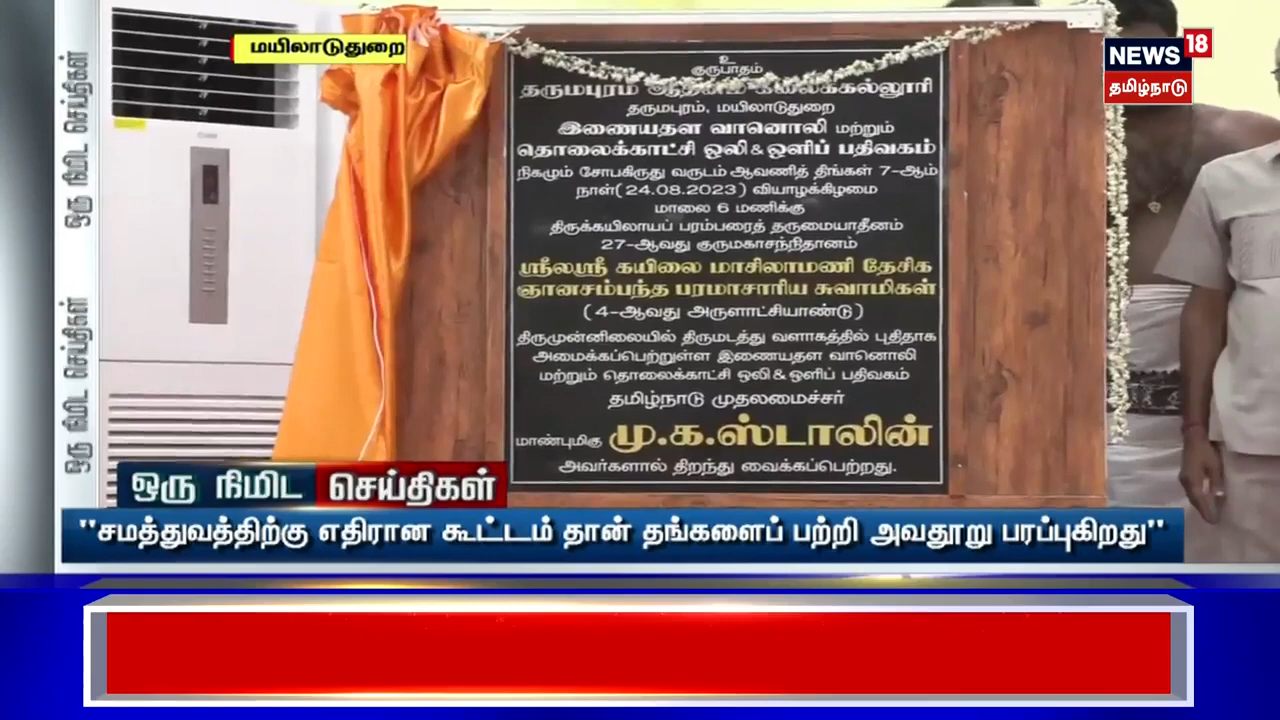 மயிலாடுதுறை
NEWS 18
தமிழ்நாடு
ஒரு நிமிட செய்திகள்
ஒரு நிமிட செய்திகள்
உ
குருபாதம்
தருமபுரம் ஆதீனம் கலைக்கல்லூரி
தருமபுரம், மயிலாடுதுறை
இணையதள வானொலி மற்றும்
தொலைக்காட்சி ஒலி & ஒளிப் பதிவகம்
நிகழும் சோபகிருது வருடம் ஆவணித் திங்கள் 7-ஆம்
நாள்(24.08.2023) வியாழக்கிழமை
மாலை 6 மணிக்கு
திருக்கயிலாயப் பரம்பரைத் தருமையாதீனம்
27-ஆவது குருமகாசந்நிதானம்
ஸ்ரீலஸ்ரீ கயிலை மாசிலாமணி தேசிக
ஞானசம்பந்த பரமாசாரிய சுவாமிகள்
(4-ஆவது அருளாட்சியாண்டு)
திருமுன்னிலையில் திருமடத்து வளாகத்தில் புதிதாக
அமைக்கப்பெற்றுள்ள இணையதள வானொலி
மற்றும் தொலைக்காட்சி ஒலி & ஒளிப் பதிவகம்
தமிழ்நாடு முதலமைச்சர்
மாண்புமிகு மு.க.ஸ்டாலின்
அவர்களால் திறந்து வைக்கப்பெற்றது.
ஒரு நிமிட செய்திகள்
"சமத்துவத்திற்கு எதிரான கூட்டம் தான் தங்களைப் பற்றி அவதூறு பரப்புகிறது"